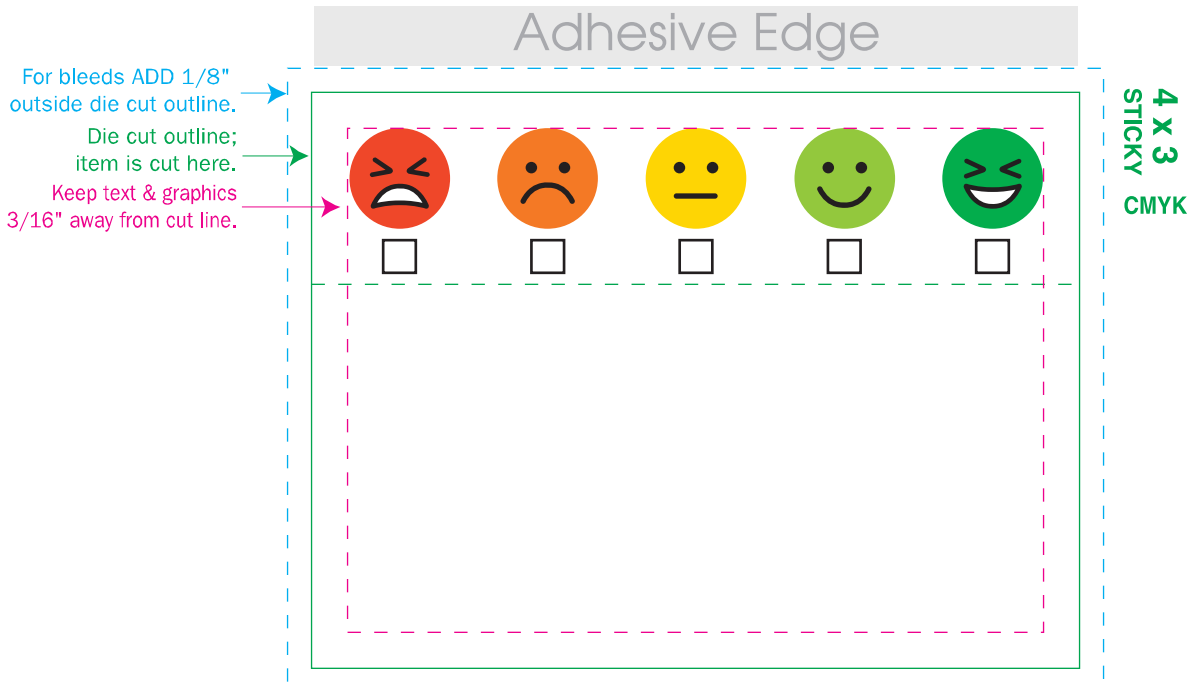 Adhesive Edge
For bleeds ADD 1/8"
outside die cut outline.
Die cut outline;
item is cut here.
Keep text & graphics
3/16" away from cut line.
4 x 3
STICKY
CMYK